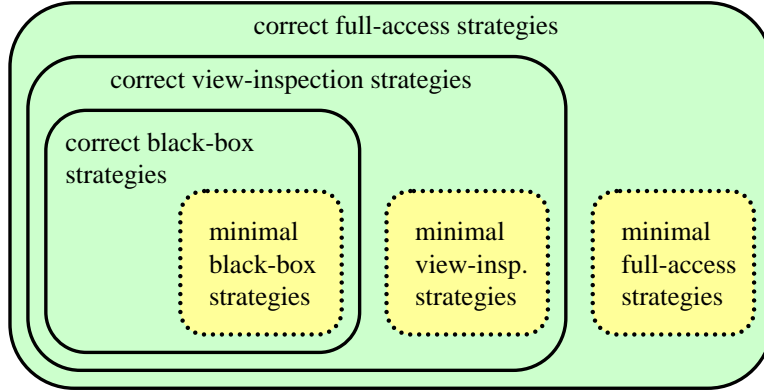 correct full-access strategies
correct view-inspection strategies
correct black-box
strategies
minimal
black-box
strategies
minimal
view-insp.
strategies
minimal
full-access
strategies